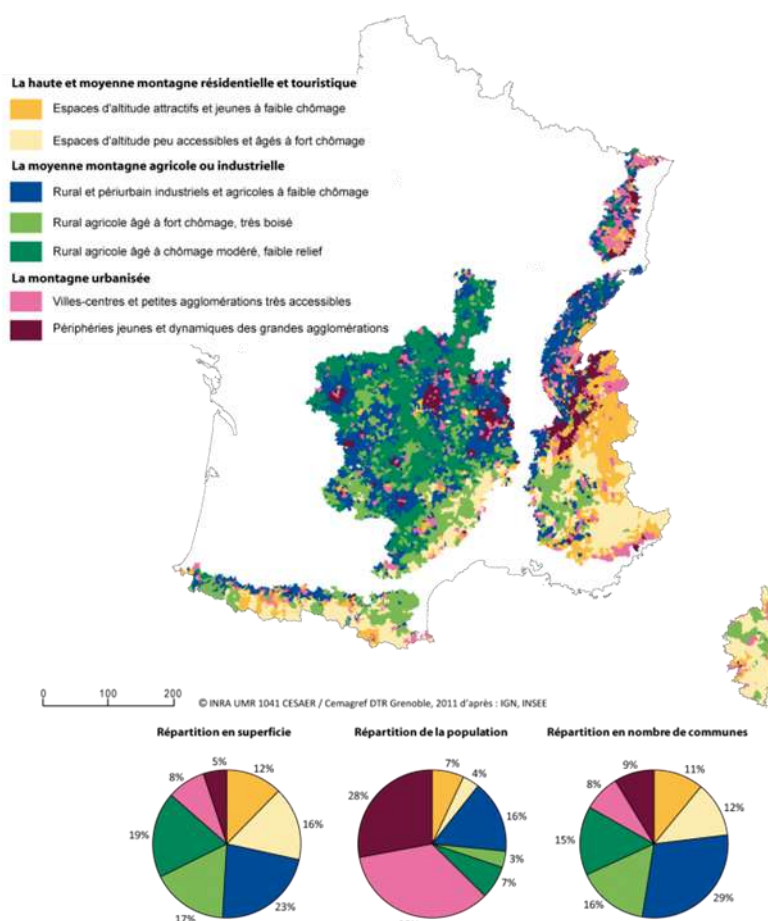 La haute et moyenne montagne résidentielle et touristique
Espaces d'altitude attractifs et jeunes à faible chômage
Espaces d'altitude peu accessibles et âgés à fort chômage
La moyenne montagne agricole ou industrielle
Rural et périurbain industriels et agricoles à faible chômage
Rural agricole âgé à fort chômage, très boisé
Rural agricole âgé à chômage modéré, faible relief
La montagne urbanisée
Villes-centres et petites agglomérations très accessibles
Périphéries jeunes et dynamiques des grandes agglomérations
0 100 200
© INRA UMR 1041 CESAER / Cemagref DTR Grenoble, 2011 d'après : IGN, INSEE
Répartition en superficie
5%
12%
8%
16%
19%
23%
17%
Répartition de la population
7%
4%
28%
16%
3%
7%
Répartition en nombre de communes
9%
11%
8%
12%
15%
29%
16%